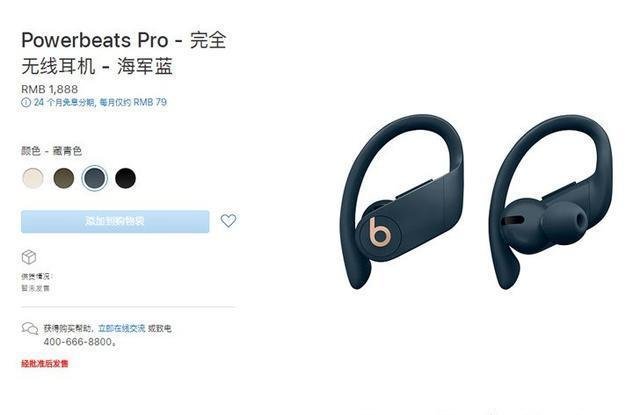 Powerbeats Pro - 完全
无线耳机 - 海军蓝
RMB 1,888
24 个月免息分期, 每月仅约 RMB 79
颜色 - 藏青色
添加到购物袋
供货情况:
暂未发售
获得购买帮助, 立即在线交流 或致电
400-666-8800。
经批准后发售
b